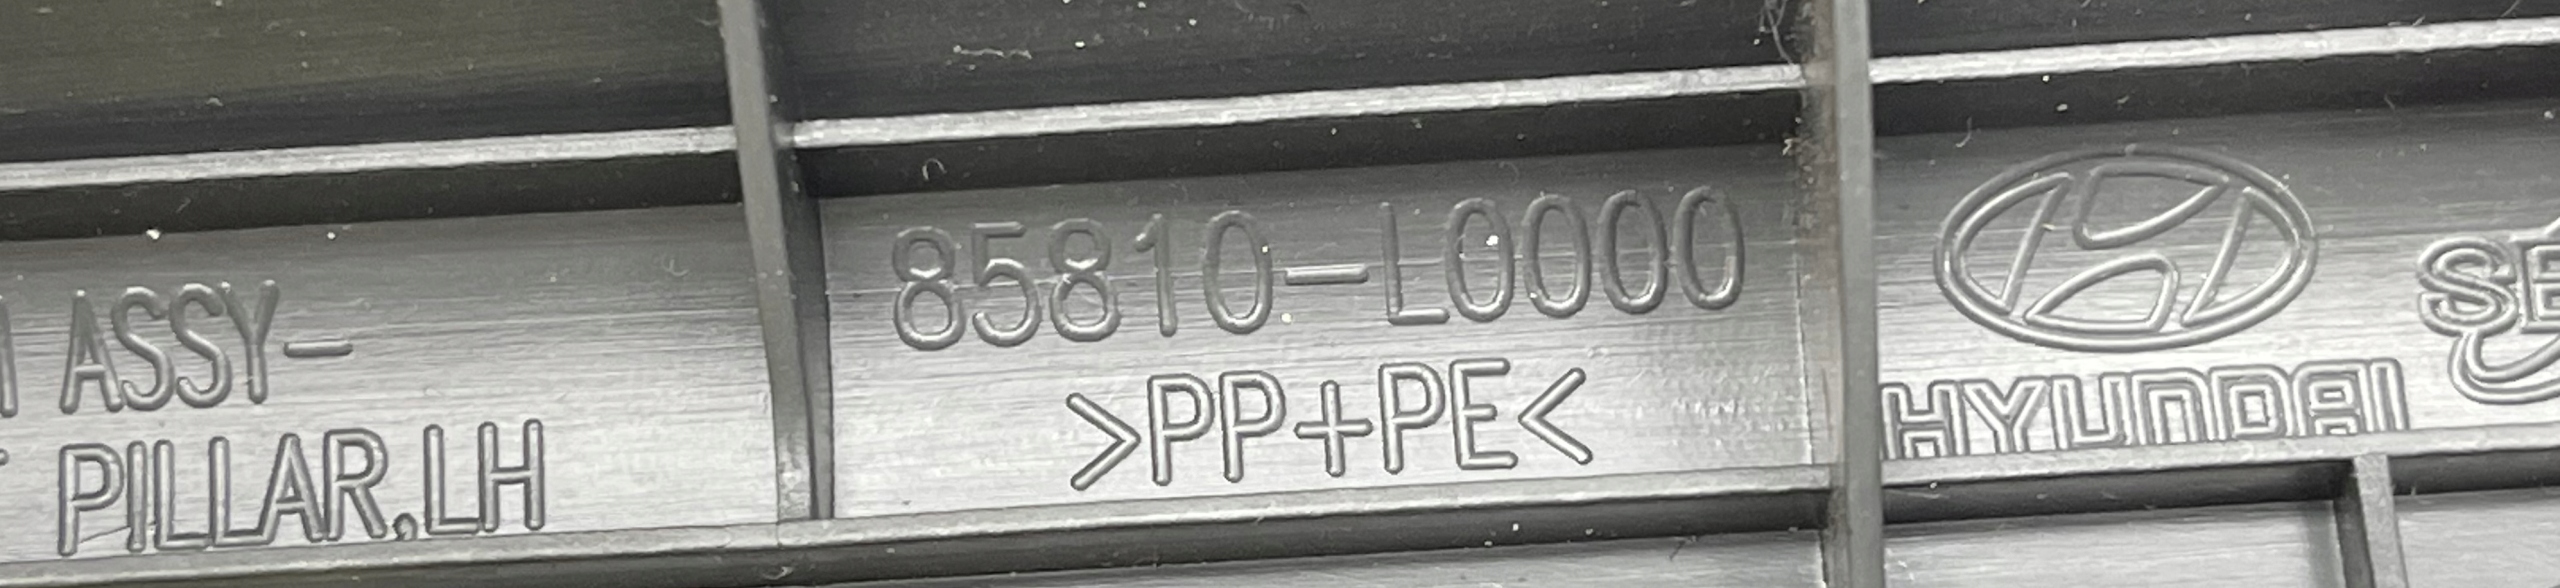 ASSY-
PILLAR,LH
85810-L0000
>PP+PE<
HYUNDAI